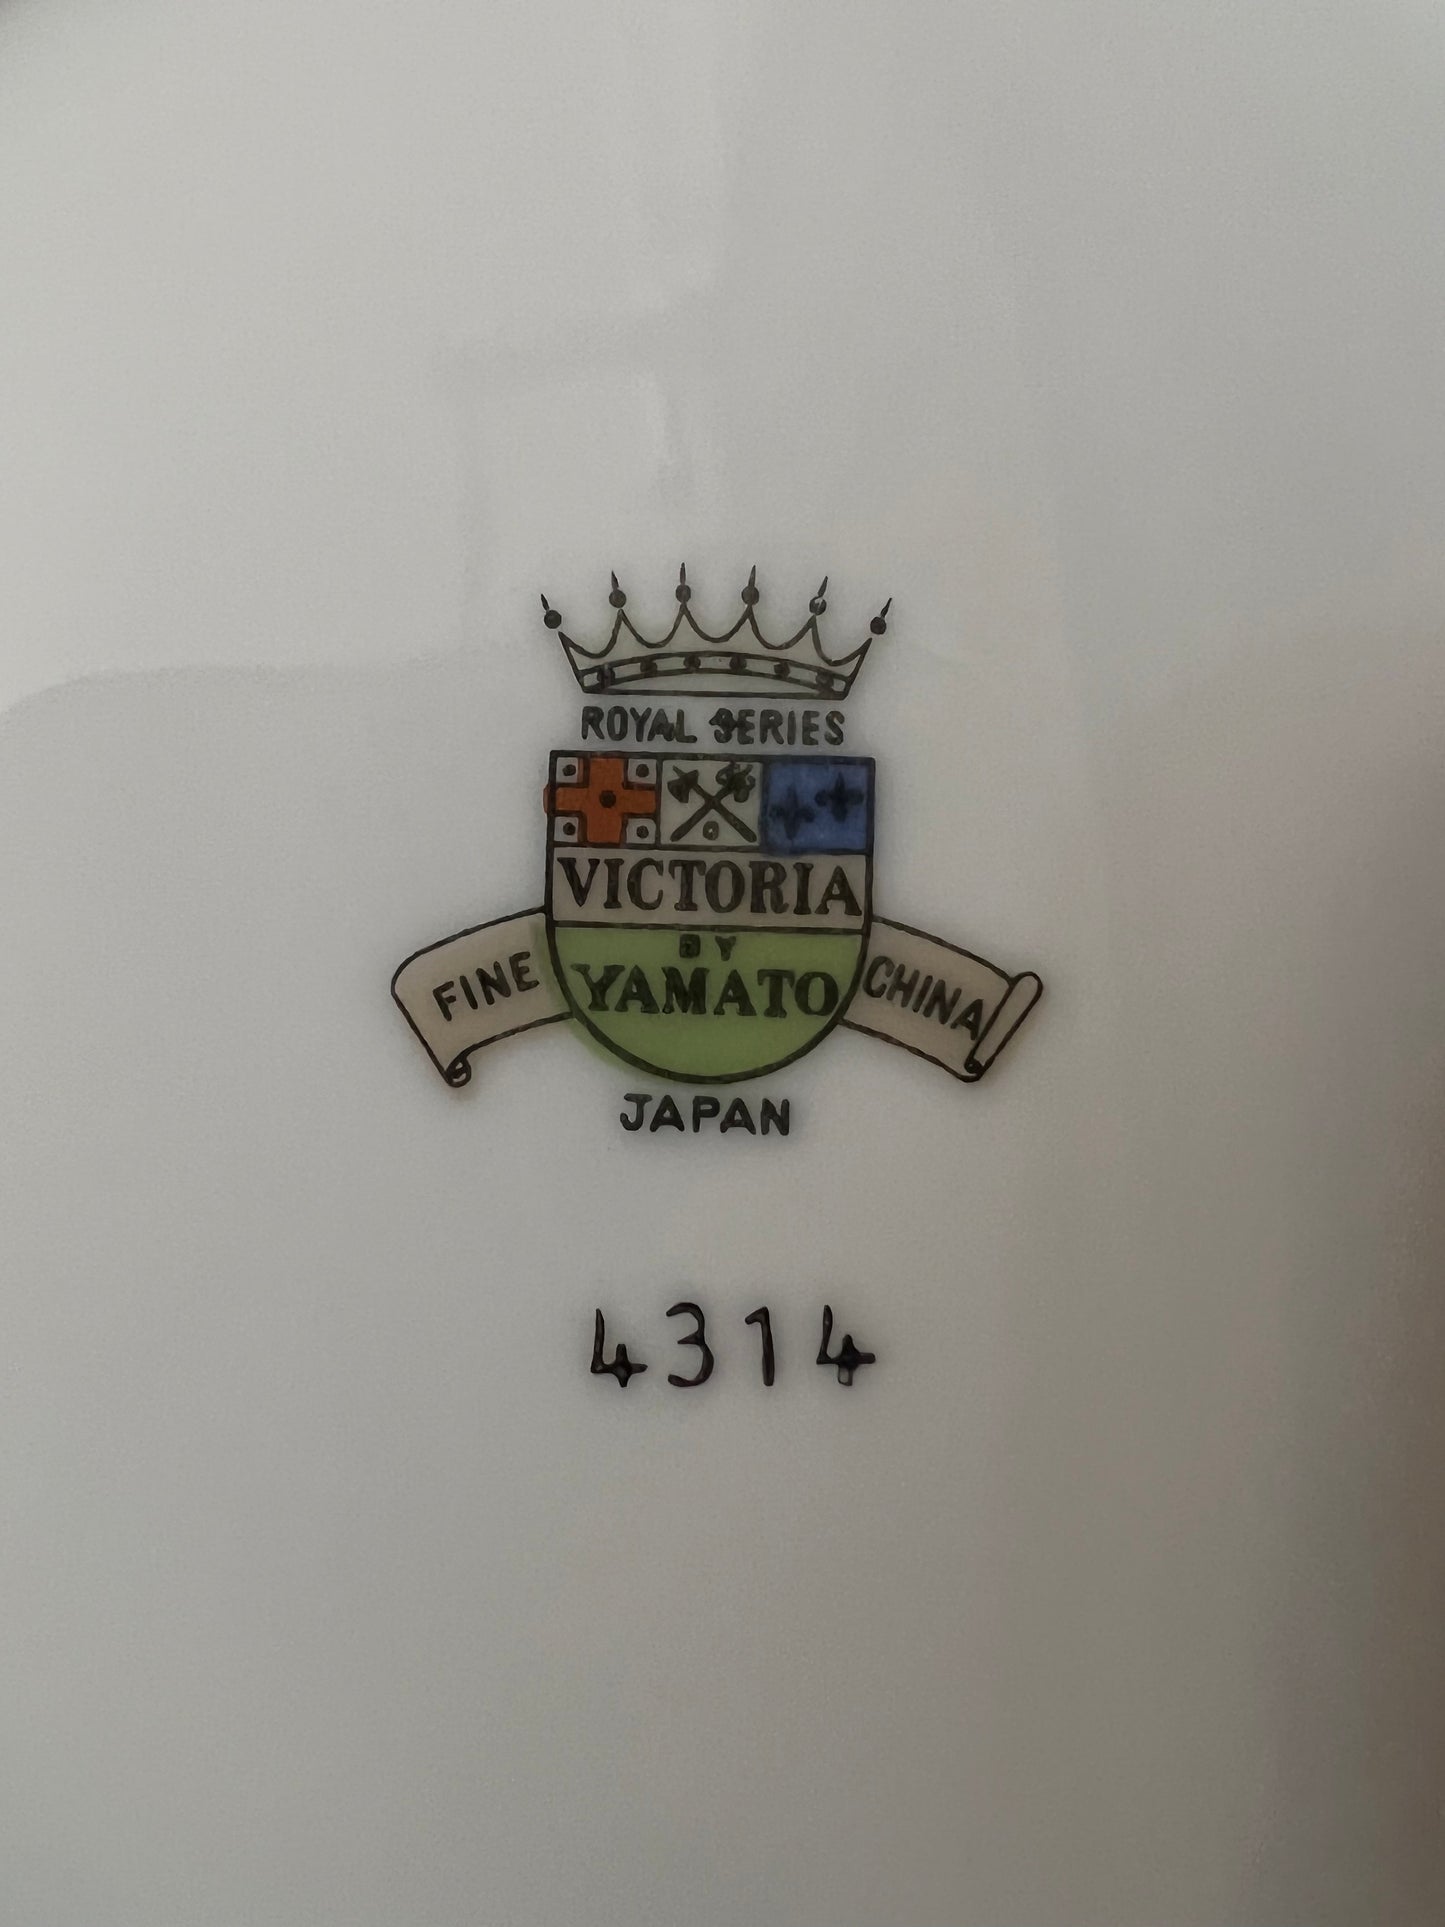 ROYAL SERIES
VICTORIA
BY
YAMATO
FINE CHINA
JAPAN
4314